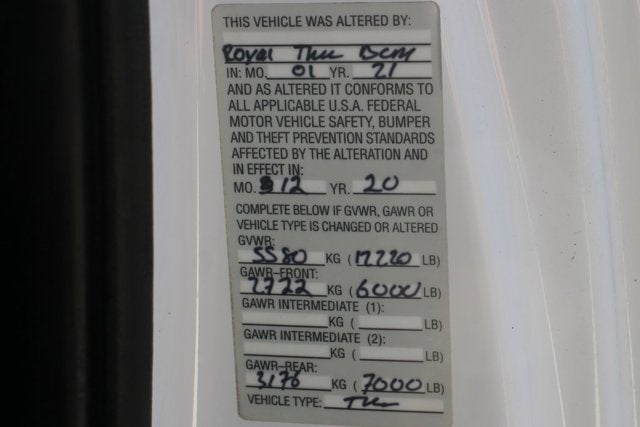 THIS VEHICLE WAS ALTERED BY:
Royal Truc Body
IN: MO. 01 YR. 21
AND AS ALTERED IT CONFORMS TO
ALL APPLICABLE U.S.A. FEDERAL
MOTOR VEHICLE SAFETY, BUMPER
AND THEFT PREVENTION STANDARDS
AFFECTED BY THE ALTERATION AND
IN EFFECT IN:
MO. 12 YR. 20
COMPLETE BELOW IF GVWR, GAWR OR
VEHICLE TYPE IS CHANGED OR ALTERED
GVWR:
5580 KG ( LB)
GAWR-FRONT:
2722 KG (6000 LB)
GAWR INTERMEDIATE (1):
KG ( LB)
GAWR INTERMEDIATE (2):
KG ( LB)
GAWR-REAR:
3176 KG (7000 LB)
VEHICLE TYPE: